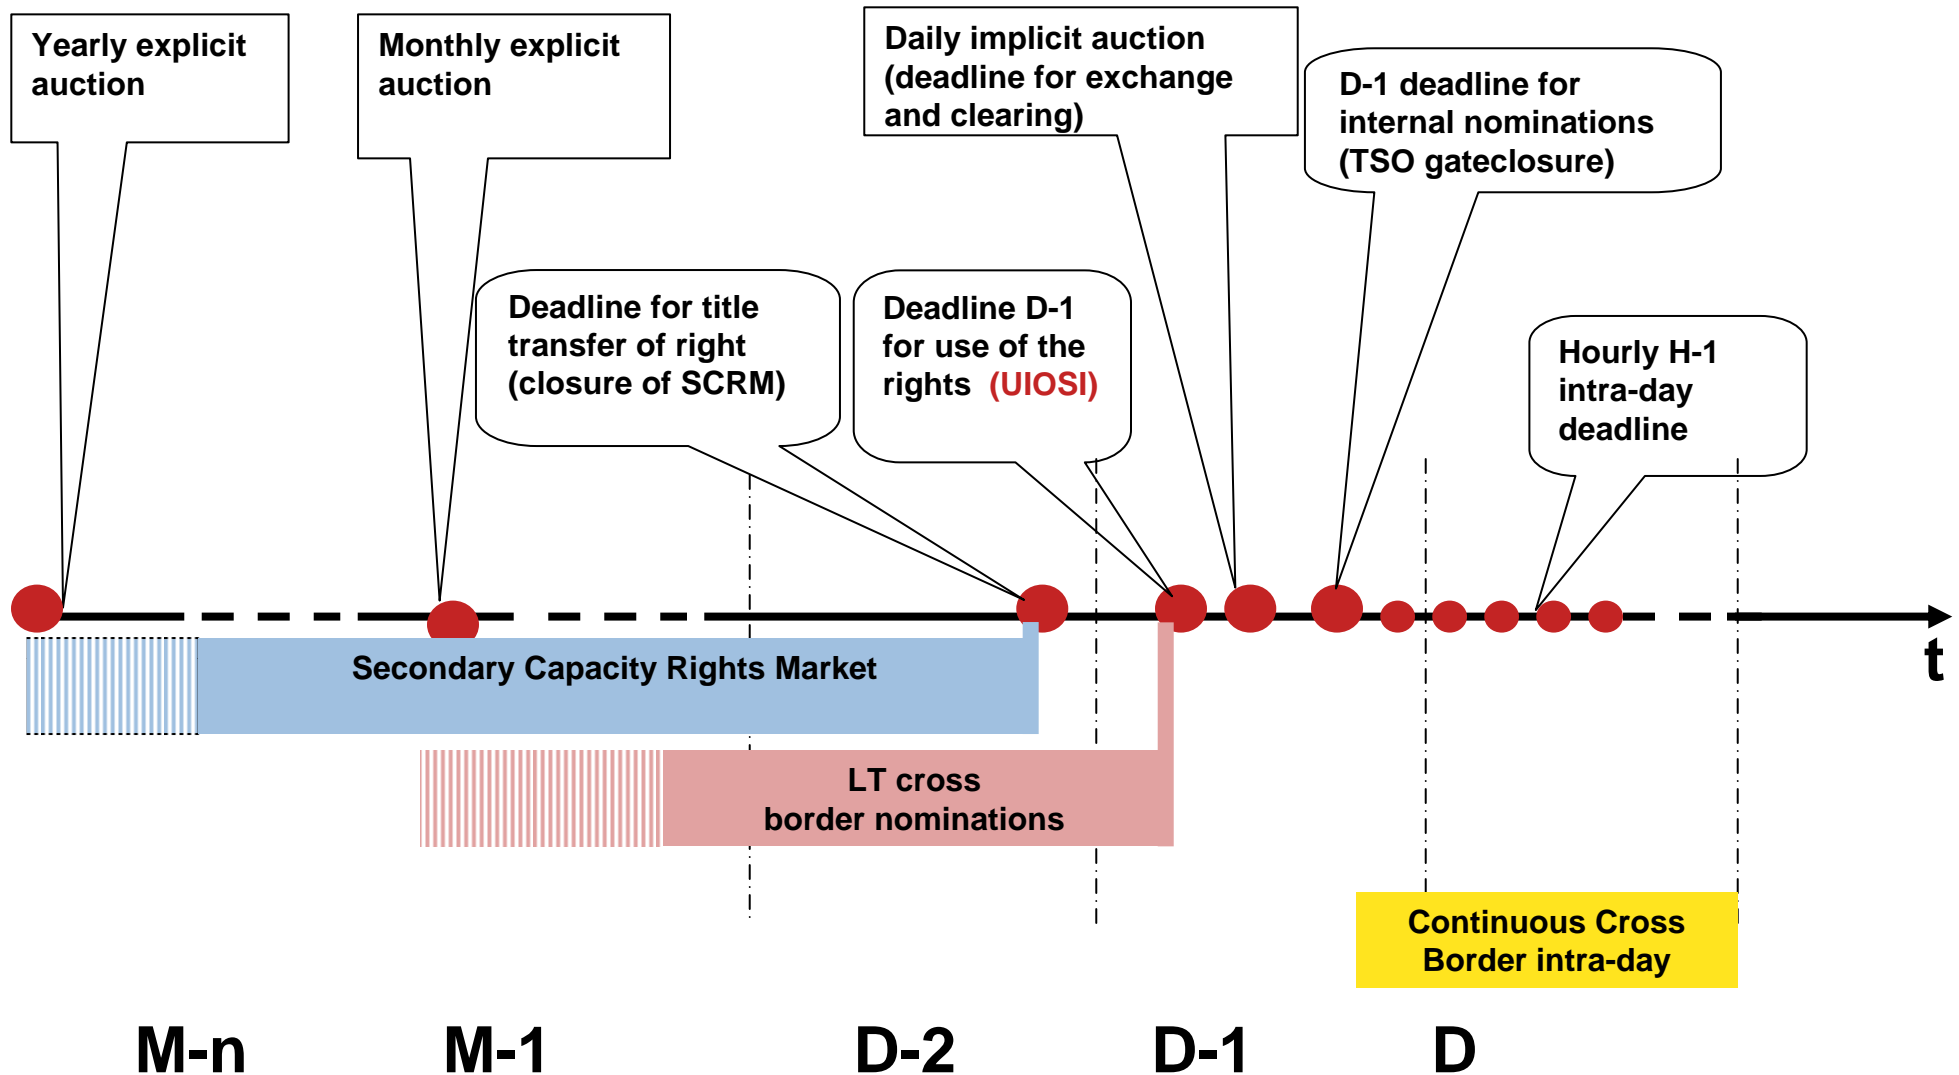 Yearly explicit
auction
Monthly explicit
auction
Daily implicit auction
(deadline for exchange
and clearing)
D-1 deadline for
internal nominations
(TSO gateclosure)
Deadline for title
transfer of right
(closure of SCRM)
Deadline D-1
for use of the
rights (UIOSI)
Hourly H-1
intra-day
deadline
t
Secondary Capacity Rights Market
LT cross
border nominations
Continuous Cross
Border intra-day
M-n M-1 D-2 D-1 D